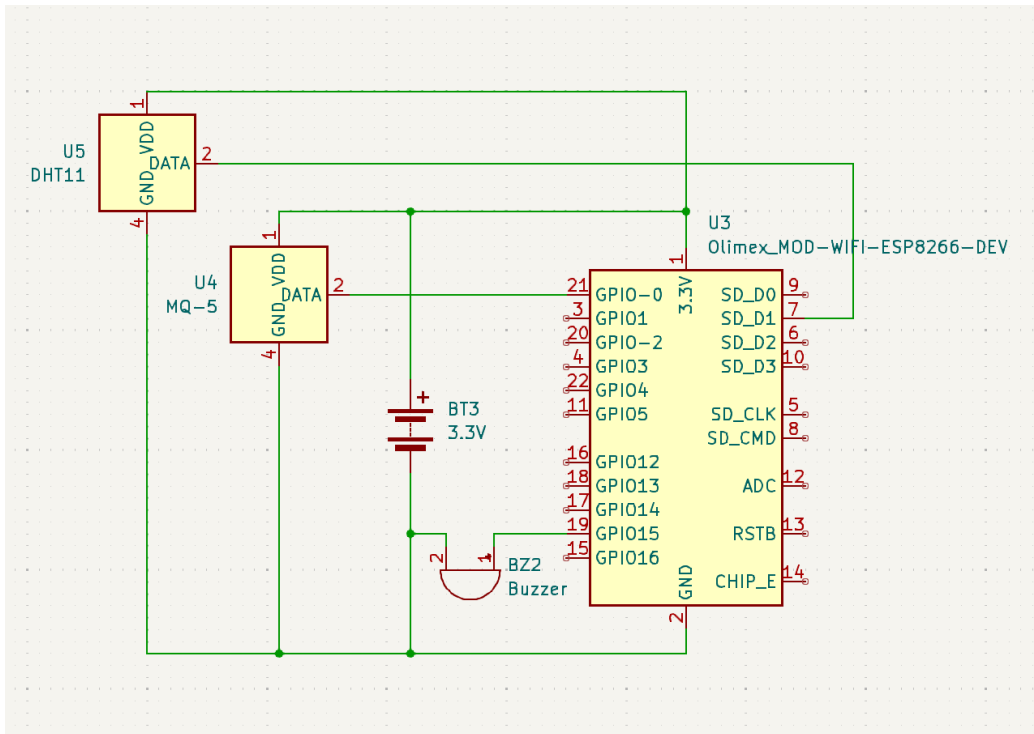 1
VDD
U5
DATA
2
DHT11
GND
4
1
VDD
U4
DATA
2
MQ-5
GND
4
BT3
+
3.3V
2
1
BZ2
Buzzer
U3
Olimex_MOD-WIFI-ESP8266-DEV
1
3.3V
21 GPIO-0
3 GPIO1
20 GPIO-2
4 GPIO3
22 GPIO4
11 GPIO5
16 GPIO12
18 GPIO13
17 GPIO14
19 GPIO15
15 GPIO16
SD_D0 9
SD_D1 7
SD_D2 6
SD_D3 10
SD_CLK 5
SD_CMD 8
ADC 12
RSTB 13
CHIP_E 14
GND
2